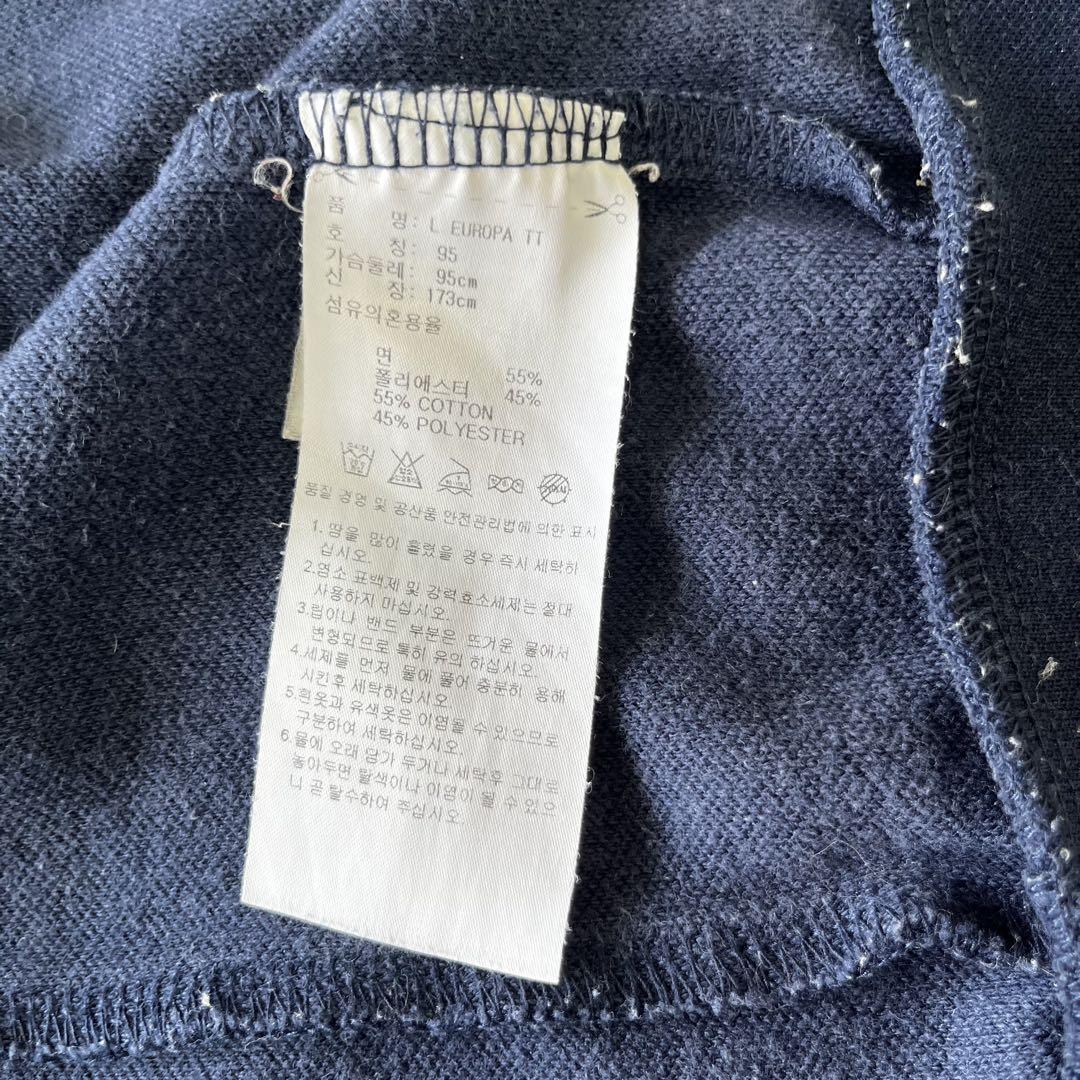 품 명: L EUROPA TT
호 칭: 95
가슴둘레: 95cm
신 장: 173cm
섬유의혼용율
면 55%
폴리에스터 45%
55% COTTON
45% POLYESTER
품질 경영 및 공산품 안전관리법에 의한 표시
1. 땀을 많이 흘렸을 경우 즉시 세탁하
십시오.
2.염소 표백제 및 강력효소세제는 절대
사용하지 마십시오.
3.립이나 밴드 부분은 뜨거운 물에서
변형되므로 특히 유의 하십시오.
4.세제를 먼저 물에 풀어 충분히 용해
시킨후 세탁하십시오.
5.흰옷과 유색옷은 이염될 수 있으므로
구분하여 세탁하십시오.
6.물에 오래 담가 두거나 세탁후 그대로
놓아두면 탈색이나 이염이 될 수 있으
니 곧 탈수하여 주십시오.